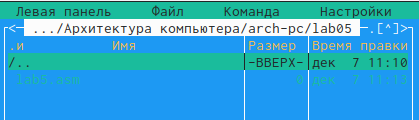 Левая панель Файл Команда Настройки
<— .../Архитектура компьютера/arch-pc/lab05 —.[^]>
.и Имя Размер Время правки
/.. -ВВЕРХ- дек 7 11:10
lab5.asm 0 дек 7 11:13